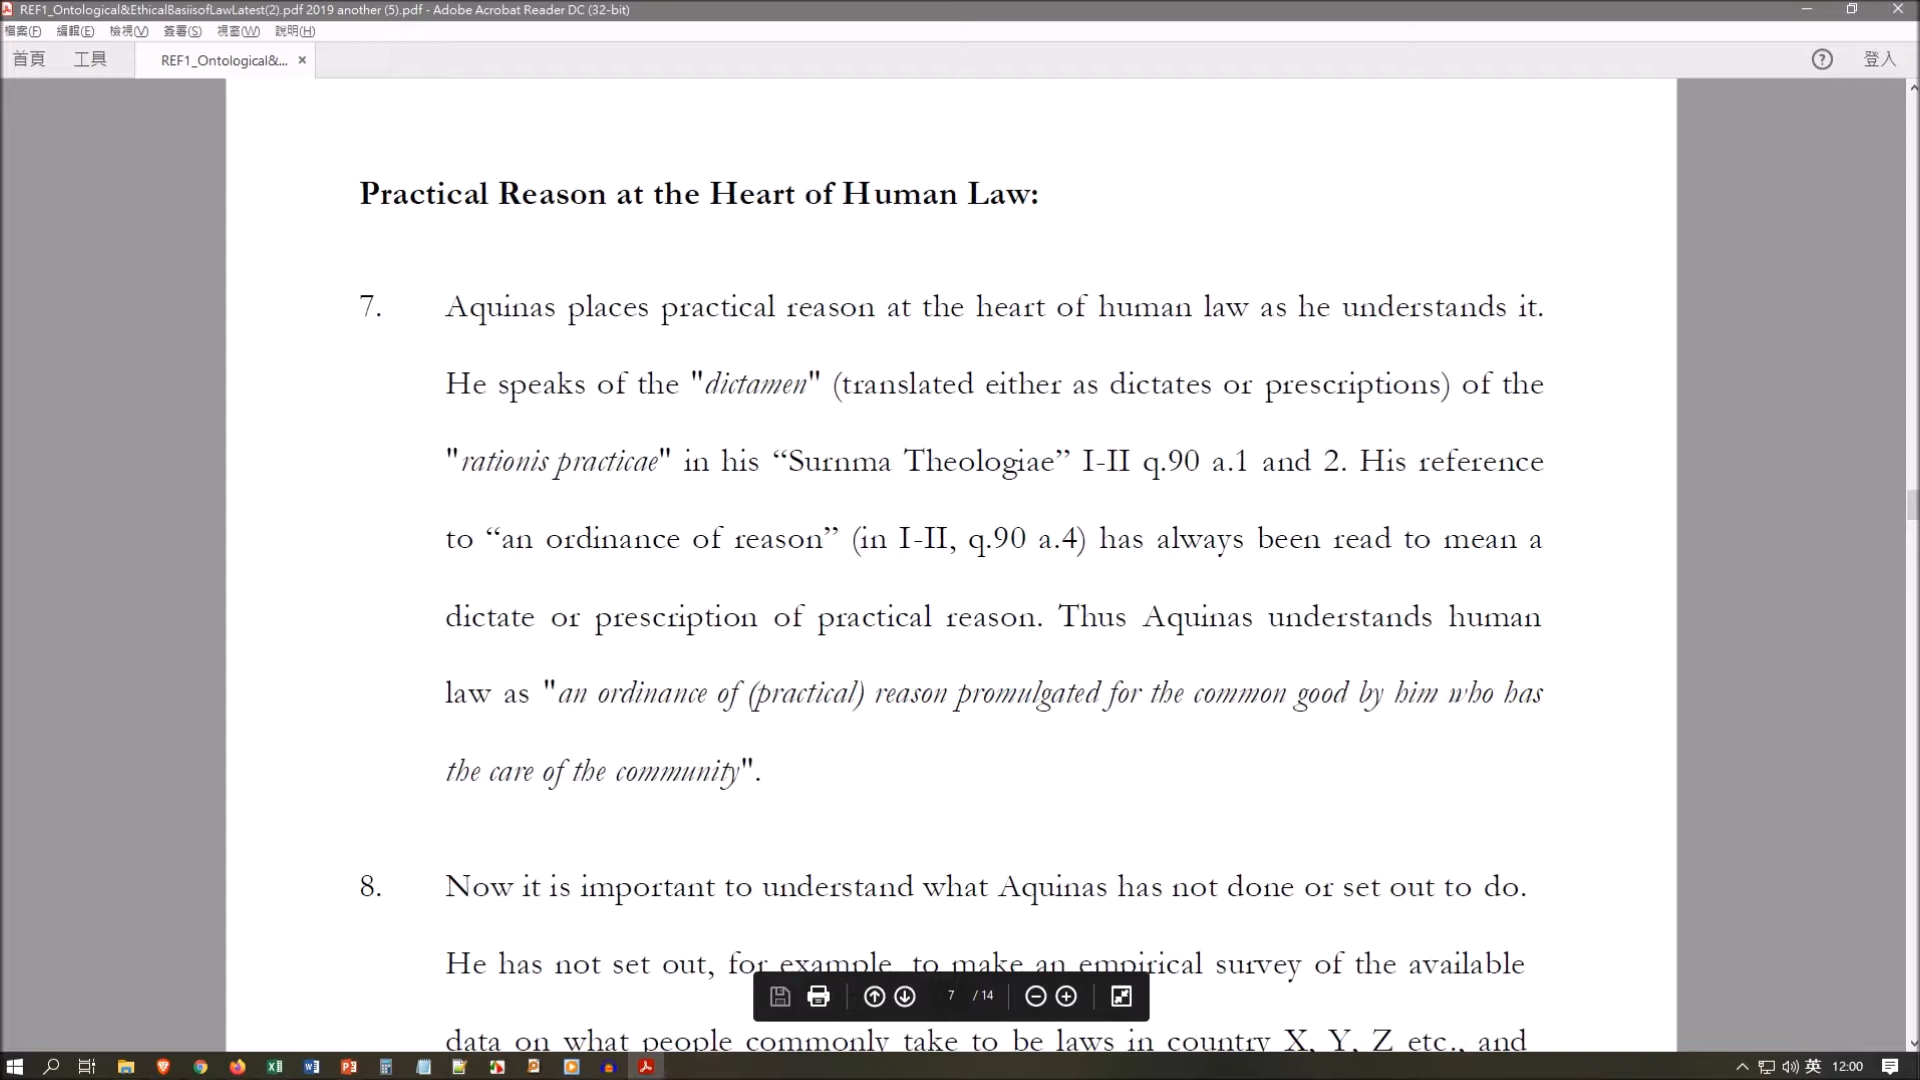 REF1_Ontological&EthicalBasiisofLawLatest(2).pdf 2019 another (5).pdf - Adobe Acrobat Reader DC (32-bit)
檔案(F) 編輯(E) 檢視(V) 簽署(S) 視窗(W) 說明(H)
首頁 工具 REF1_Ontological&... × ? 登入
Practical Reason at the Heart of Human Law:
7. Aquinas places practical reason at the heart of human law as he understands it.
He speaks of the "dictamen" (translated either as dictates or prescriptions) of the
"rationis practicae" in his “Surnma Theologiae” I-II q.90 a.1 and 2. His reference
to “an ordinance of reason” (in I-II, q.90 a.4) has always been read to mean a
dictate or prescription of practical reason. Thus Aquinas understands human
law as "an ordinance of (practical) reason promulgated for the common good by him who has
the care of the community".
8. Now it is important to understand what Aquinas has not done or set out to do.
He has not set out, for example, to make an empirical survey of the available
7 / 14
data on what people commonly take to be laws in country X, Y, Z etc., and
英 12:00